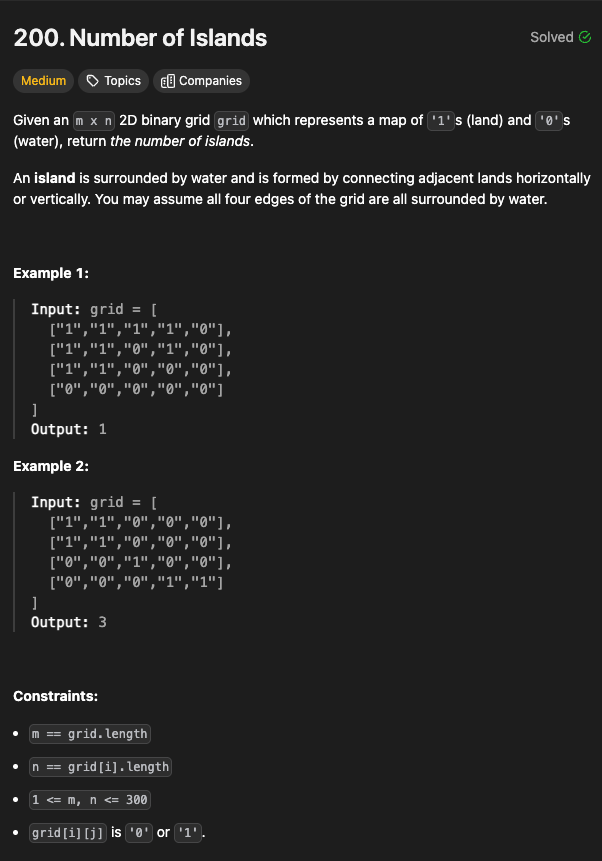 200. Number of Islands
Solved
Medium Topics Companies
Given an m x n 2D binary grid grid which represents a map of '1's (land) and '0's
(water), return the number of islands.
An island is surrounded by water and is formed by connecting adjacent lands horizontally
or vertically. You may assume all four edges of the grid are all surrounded by water.
Example 1:
Input: grid = [
["1","1","1","1","0"],
["1","1","0","1","0"],
["1","1","0","0","0"],
["0","0","0","0","0"]
]
Output: 1
Example 2:
Input: grid = [
["1","1","0","0","0"],
["1","1","0","0","0"],
["0","0","1","0","0"],
["0","0","0","1","1"]
]
Output: 3
Constraints:
• m == grid.length
• n == grid[i].length
• 1 <= m, n <= 300
• grid[i][j] is '0' or '1'.